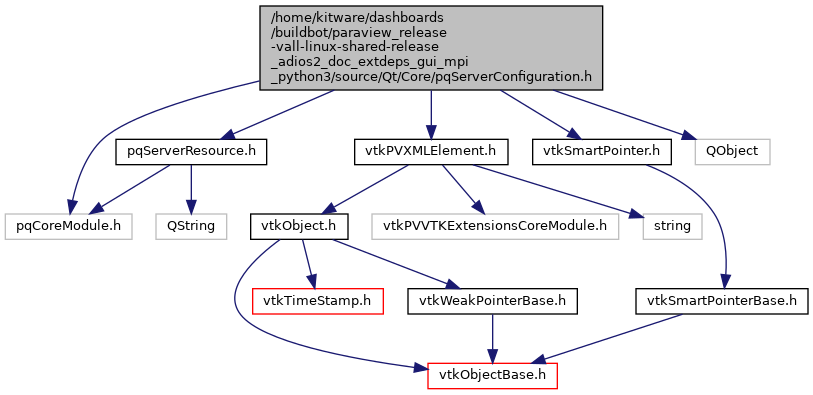 /home/kitware/dashboards
/buildbot/paraview_release
-vall-linux-shared-release
_adios2_doc_extdeps_gui_mpi
_python3/source/Qt/Core/pqServerConfiguration.h
pqServerResource.h
vtkPVXMLElement.h
vtkSmartPointer.h
QObject
pqCoreModule.h
QString
vtkObject.h
vtkPVVTKExtensionsCoreModule.h
string
vtkTimeStamp.h
vtkWeakPointerBase.h
vtkSmartPointerBase.h
vtkObjectBase.h